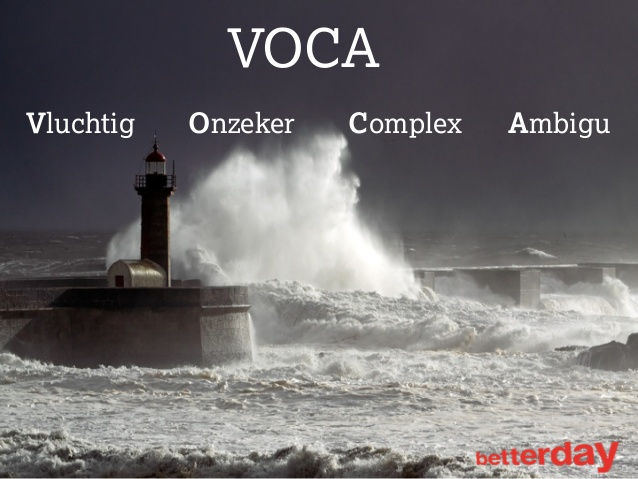 VOCA
Vluchtig Onzeker Complex Ambigu
betterday